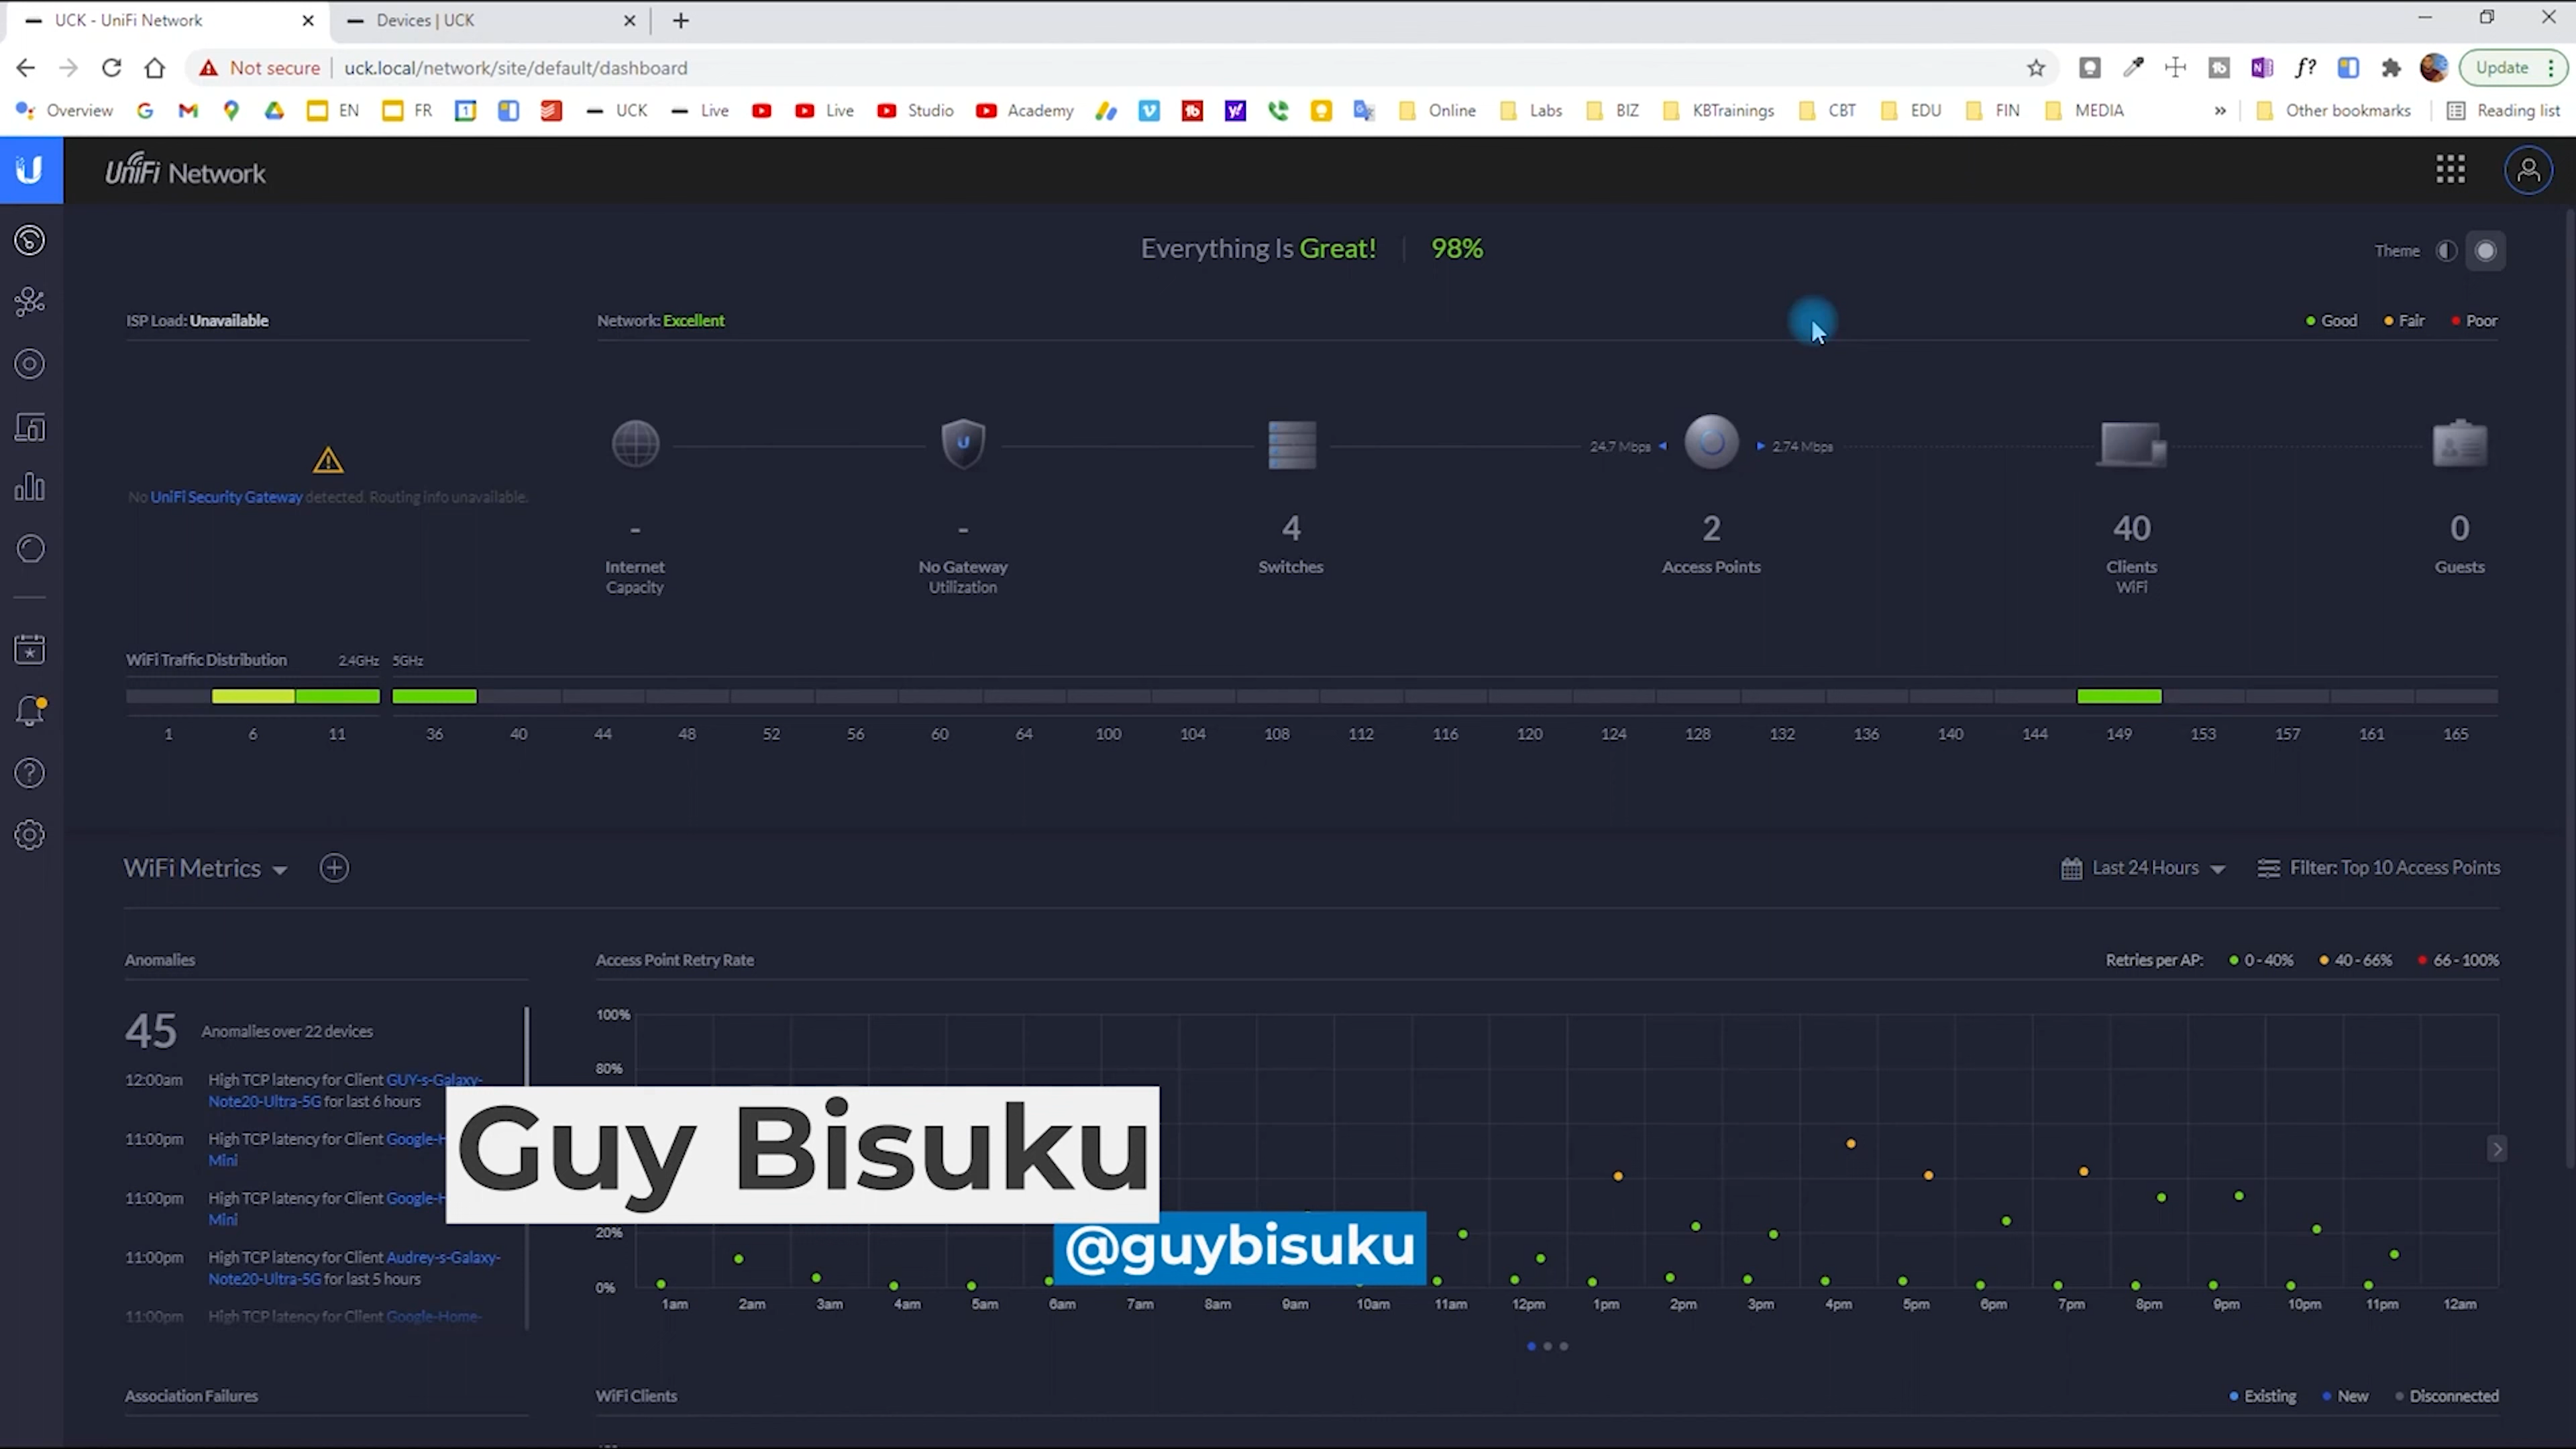 UCK - UniFi Network
Devices | UCK
Not secure
uck.local/network/site/default/dashboard
Update
Overview
EN
FR
UCK
Live
Live
Studio
Academy
Online
Labs
BIZ
KBTrainings
CBT
EDU
FIN
MEDIA
Other bookmarks
Reading list
UniFi Network
Everything Is Great! 98%
Theme
ISP Load: Unavailable
Network: Excellent
Good
Fair
Poor
No UniFi Security Gateway detected. Routing info unavailable.
24.7 Mbps
2.74 Mbps
-
Internet
Capacity
-
No Gateway
Utilization
4
Switches
2
Access Points
40
Clients
WiFi
0
Guests
WiFi Traffic Distribution
2.4GHz
5GHz
1 6 11 36 40 44 48 52 56 60 64 100 104 108 112 116 120 124 128 132 136 140 144 149 153 157 161 165
WiFi Metrics
Last 24 Hours
Filter: Top 10 Access Points
Anomalies
Access Point Retry Rate
Retries per AP:
0 - 40%
40 - 66%
66 - 100%
45
Anomalies over 22 devices
12:00am High TCP latency for Client GUY-s-Galaxy-
Note20-Ultra-5G for last 6 hours
11:00pm High TCP latency for Client Google-H
Mini
11:00pm High TCP latency for Client Google-H
Mini
11:00pm High TCP latency for Client Audrey-s-Galaxy-
Note20-Ultra-5G for last 5 hours
11:00pm High TCP latency for Client Google-Home-
100%
80%
20%
0%
1am 2am 3am 4am 5am 6am 7am 8am 9am 10am 11am 12pm 1pm 2pm 3pm 4pm 5pm 6pm 7pm 8pm 9pm 10pm 11pm 12am
Guy Bisuku
@guybisuku
Association Failures
WiFi Clients
Existing
New
Disconnected